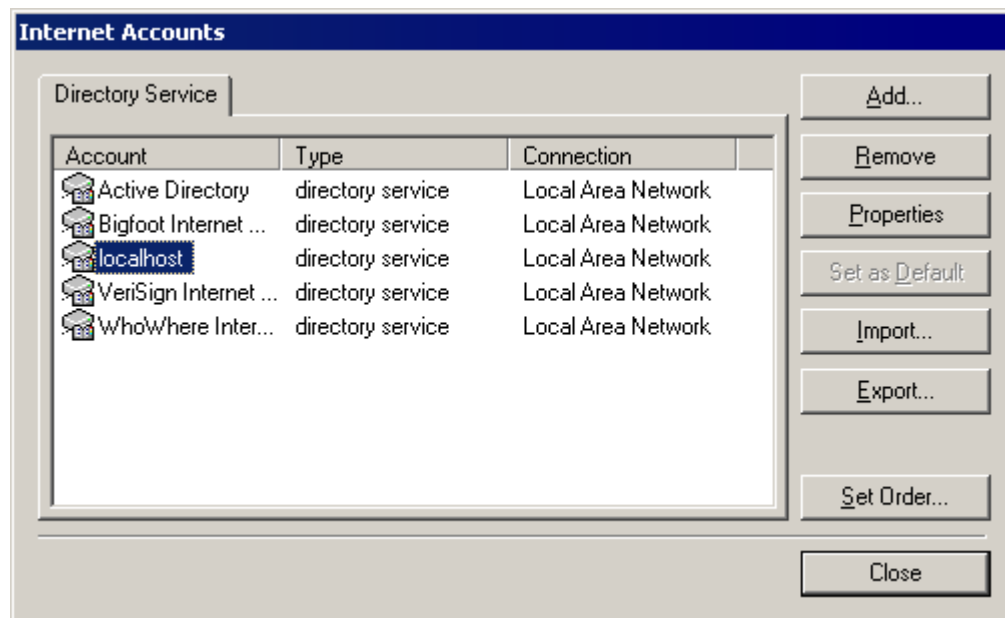 Internet Accounts
Directory Service
Add...
Account Type Connection
Remove
Active Directory directory service Local Area Network
Bigfoot Internet ... directory service Local Area Network
Properties
localhost directory service Local Area Network
Set as Default
VeriSign Internet ... directory service Local Area Network
WhoWhere Inter... directory service Local Area Network
Import...
Export...
Set Order...
Close